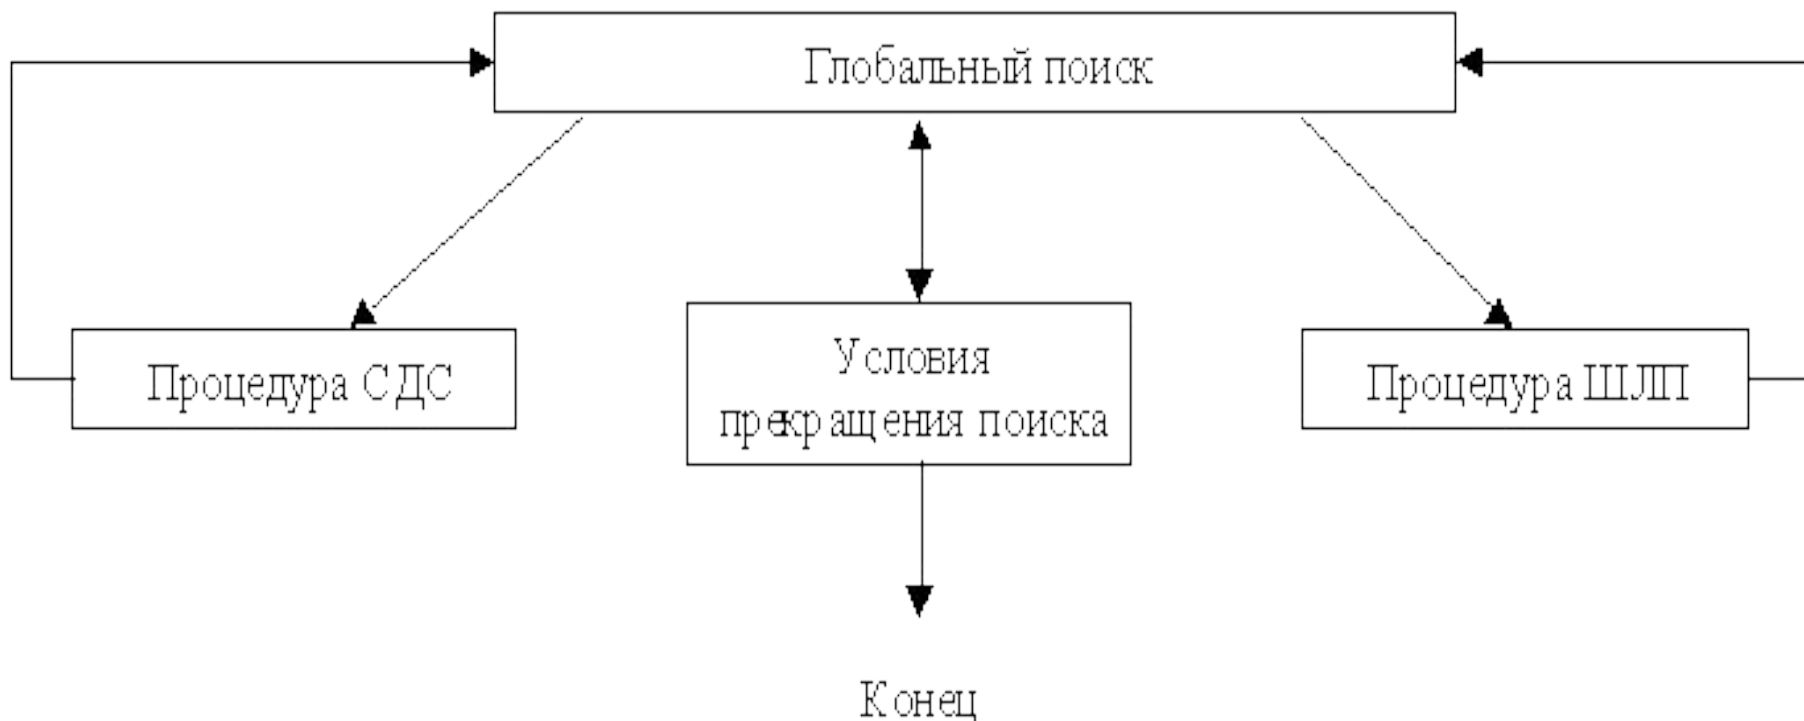 Глобальный поиск
Процедура СДС
Условия
прекращения поиска
Процедура ШЛП
Конец